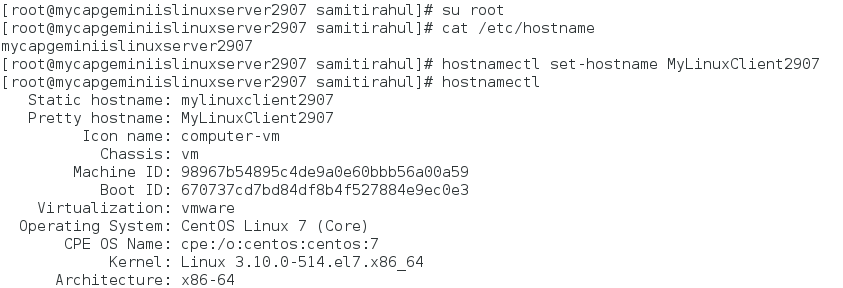 [root@mycapgeminiislinuxserver2907 samitirahul]# su root
[root@mycapgeminiislinuxserver2907 samitirahul]# cat /etc/hostname
mycapgeminiislinuxserver2907
[root@mycapgeminiislinuxserver2907 samitirahul]# hostnamectl set-hostname MyLinuxClient2907
[root@mycapgeminiislinuxserver2907 samitirahul]# hostnamectl
   Static hostname: mylinuxclient2907
   Pretty hostname: MyLinuxClient2907
         Icon name: computer-vm
           Chassis: vm
        Machine ID: 98967b54895c4de9a0e60bbb56a00a59
           Boot ID: 670737cd7bd84df8b4f527884e9ec0e3
    Virtualization: vmware
  Operating System: CentOS Linux 7 (Core)
       CPE OS Name: cpe:/o:centos:centos:7
            Kernel: Linux 3.10.0-514.el7.x86_64
      Architecture: x86-64